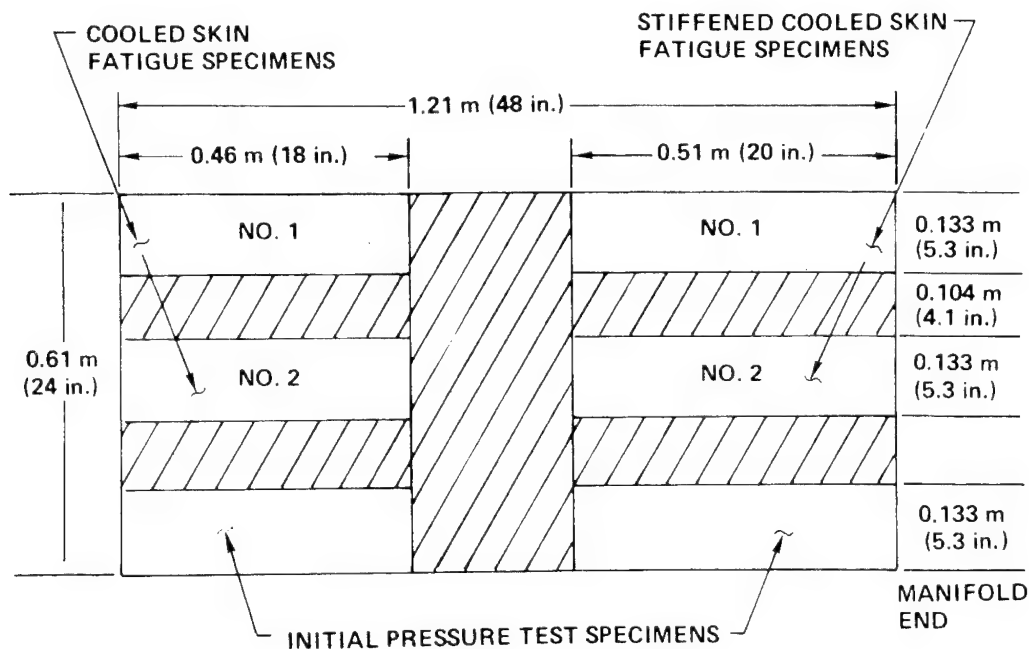 COOLED SKIN
FATIGUE SPECIMENS
STIFFENED COOLED SKIN
FATIGUE SPECIMENS
1.21 m (48 in.)
0.46 m (18 in.)
0.51 m (20 in.)
NO. 1
NO. 1
0.133 m
(5.3 in.)
0.104 m
(4.1 in.)
0.61 m
(24 in.)
NO. 2
NO. 2
0.133 m
(5.3 in.)
0.133 m
(5.3 in.)
MANIFOLD
END
INITIAL PRESSURE TEST SPECIMENS